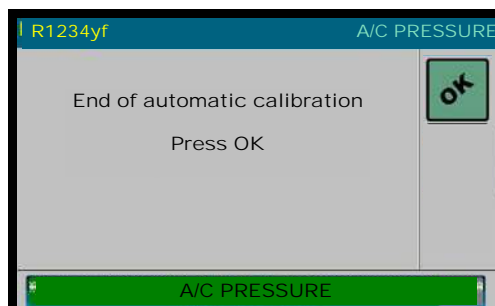 R1234yf A/C PRESSURE
End of automatic calibration
OK
Press OK
A/C PRESSURE